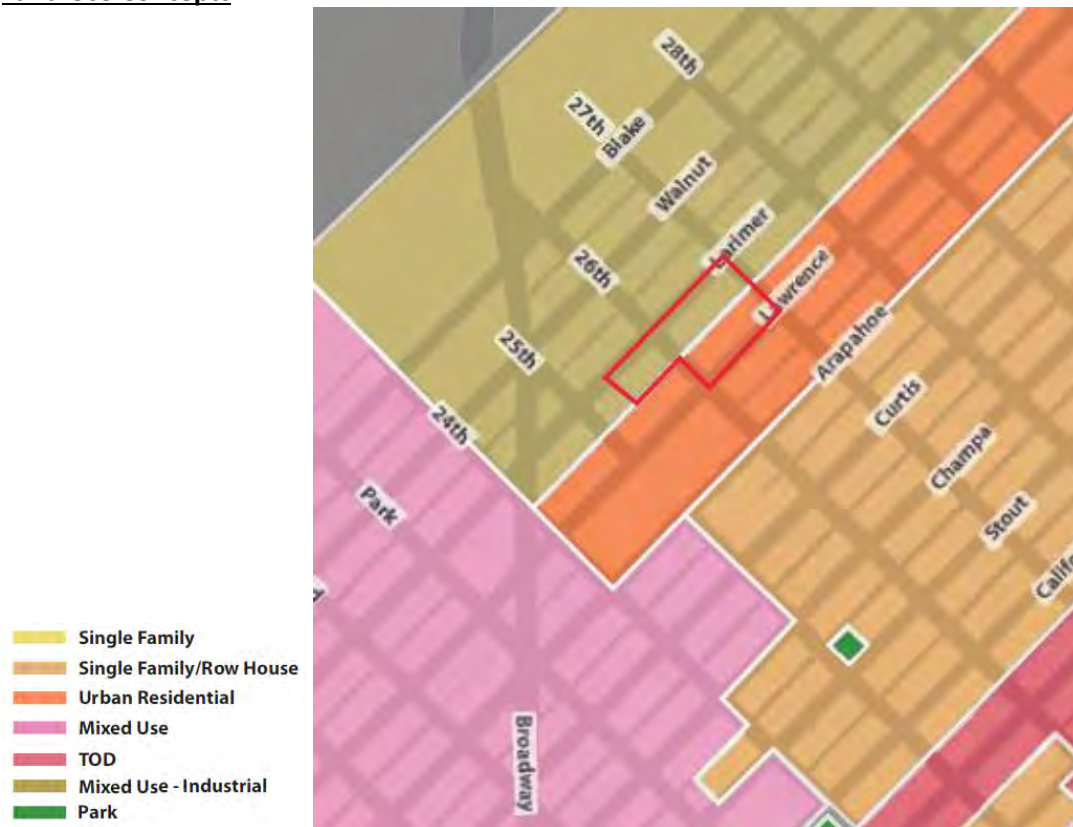 28th
27th
Blake
Walnut
Larimer
26th
Lawrence
25th
Arapahoe
Curtis
24th
Champa
Park
Stout
Single Family
Single Family/Row House
Urban Residential
Mixed Use
TOD
Mixed Use - Industrial
Park
Broadway